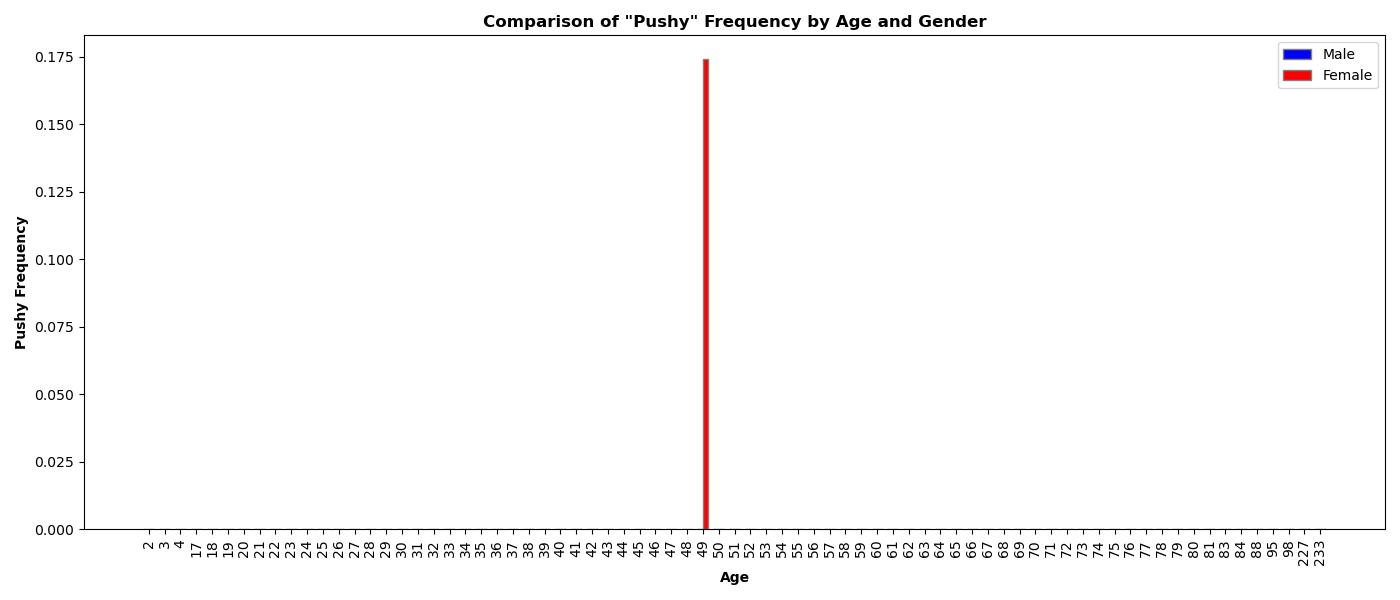 Comparison of "Pushy" Frequency by Age and Gender
Male
Female
Pushy Frequency
0.175
0.150
0.125
0.100
0.075
0.050
0.025
0.000
2 3 4 17 18 19 20 21 22 23 24 25 26 27 28 29 30 31 32 33 34 35 36 37 38 39 40 41 42 43 44 45 46 47 48 49 50 51 52 53 54 55 56 57 58 59 60 61 62 63 64 65 66 67 68 69 70 71 72 73 74 75 76 77 78 79 80 81 83 84 88 95 98 227 233
Age